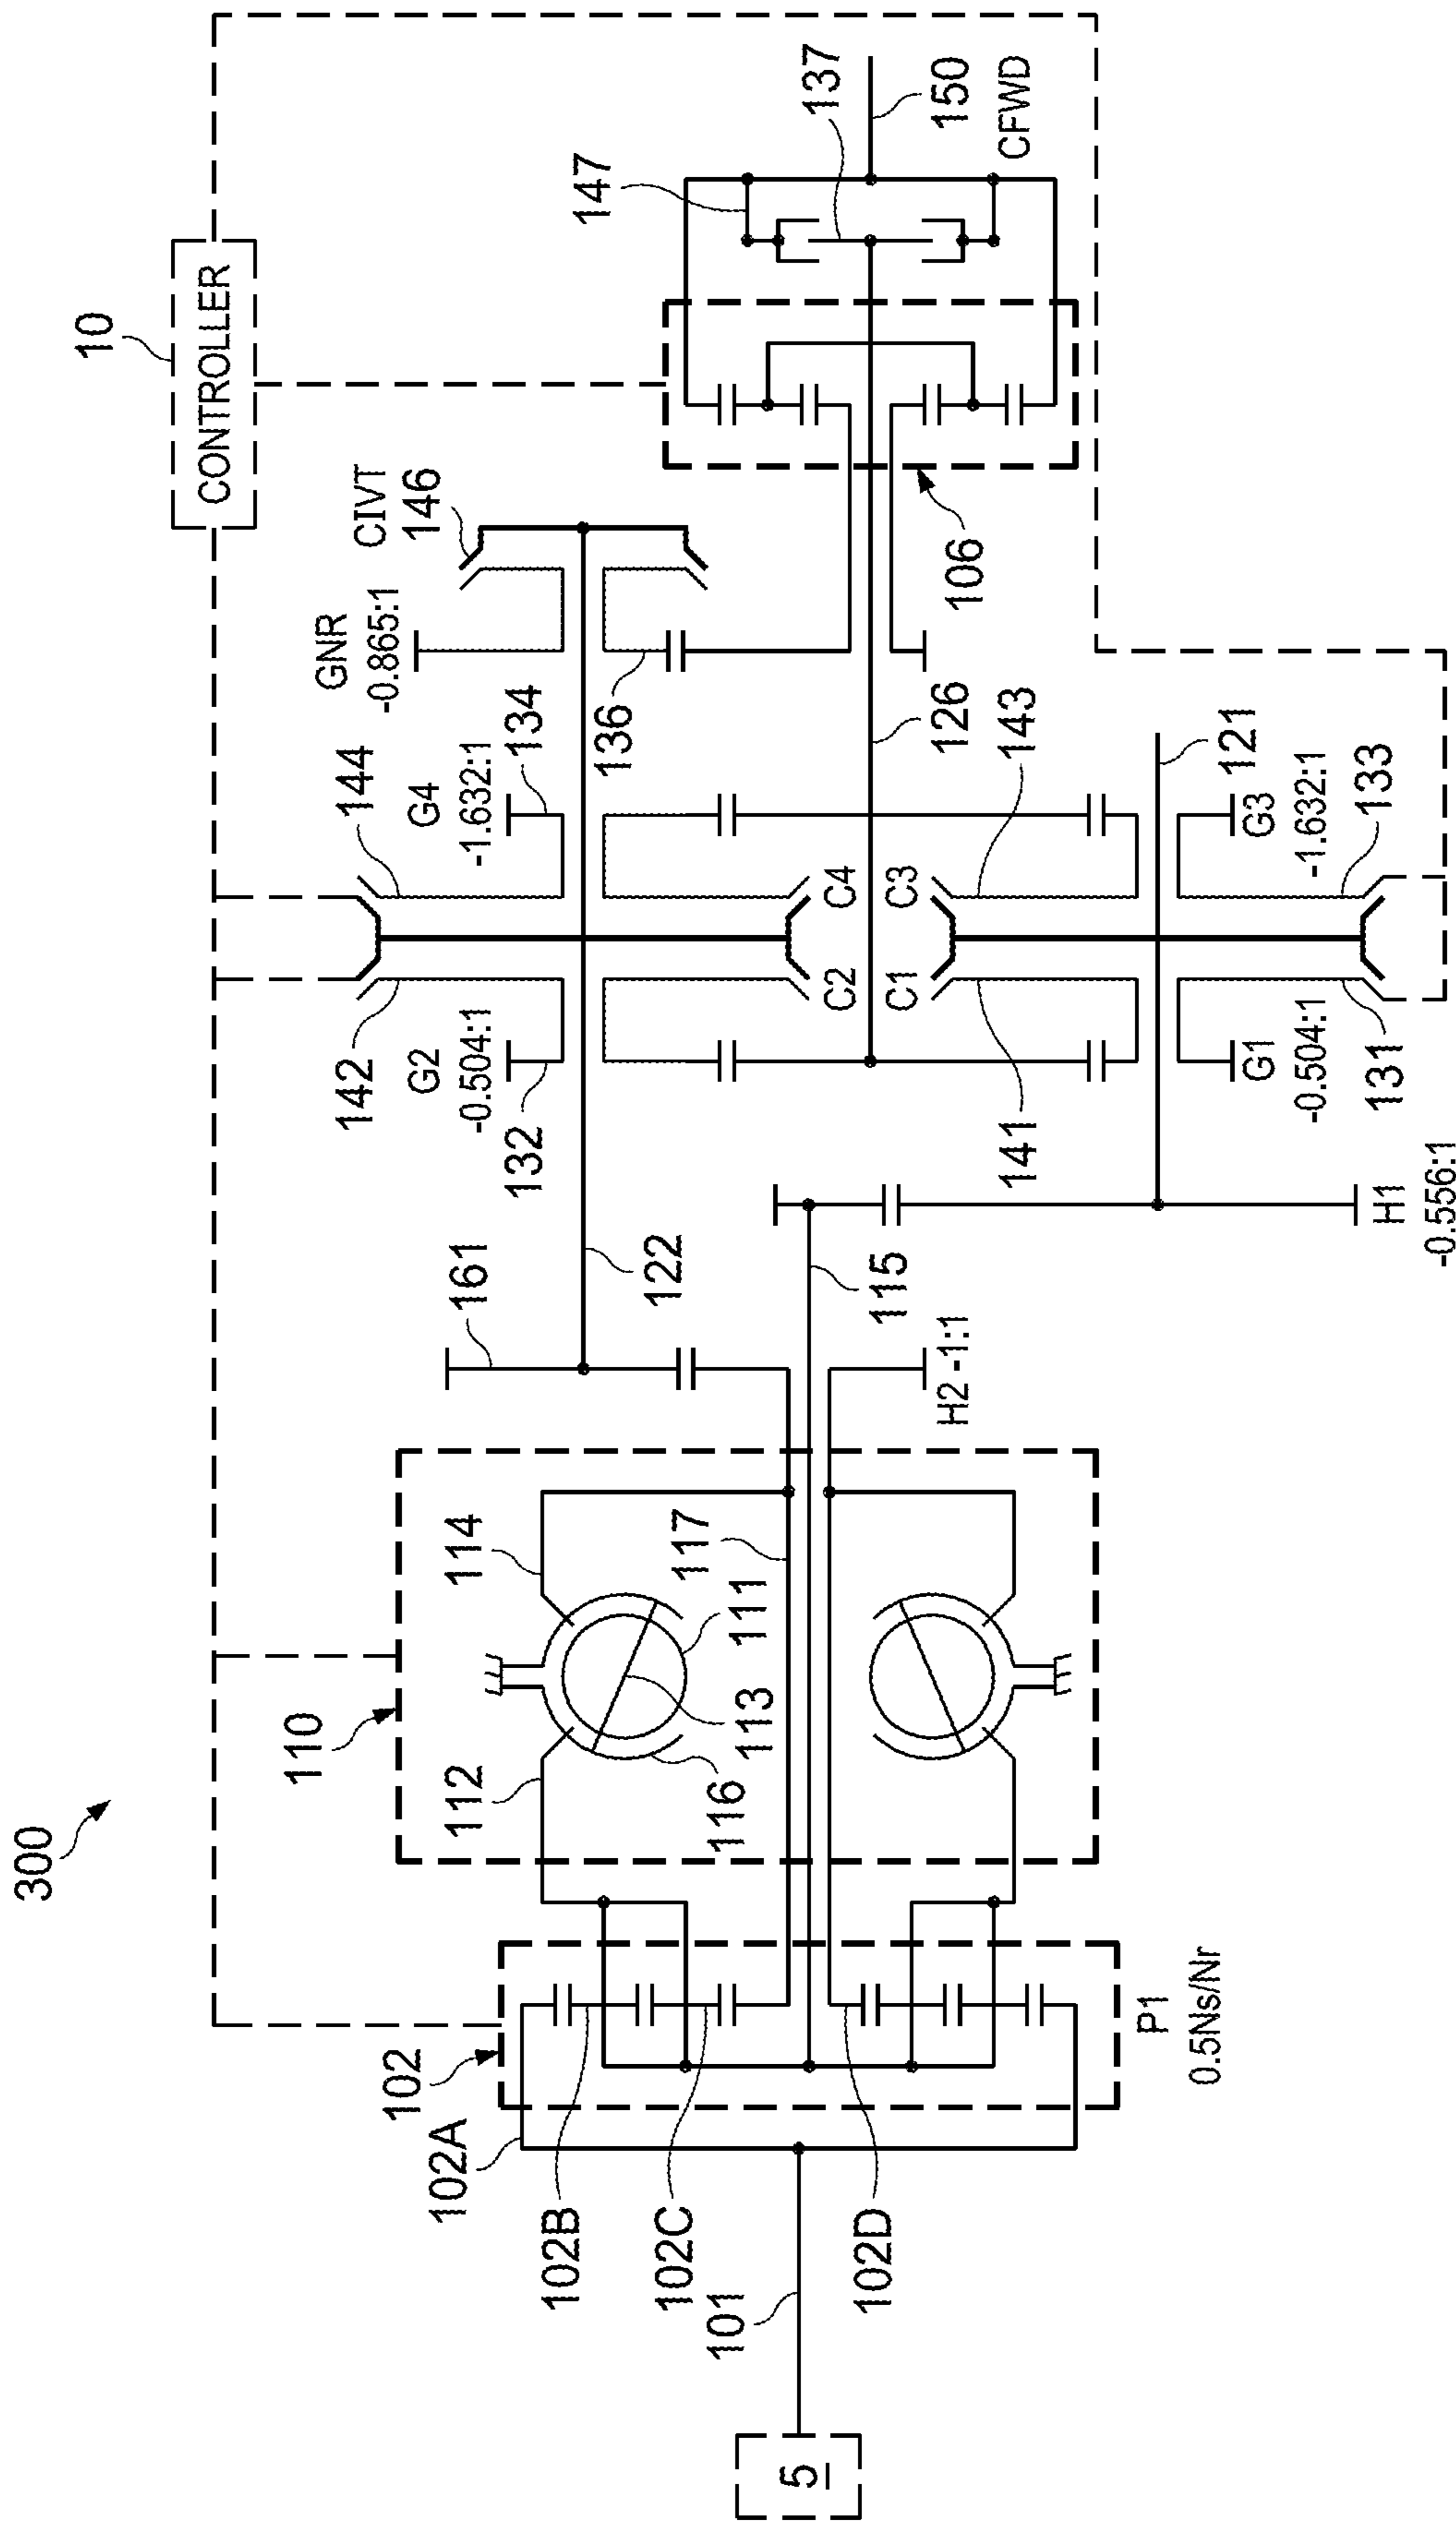 300
10
CONTROLLER
110
112
114
116
113
111
117
161
122
H2 -1:1
115
H1
-0.556:1
142
144
132
G2
-0.504:1
G4
-1.632:1
134
GNR
-0.865:1
CIVT
146
136
C2
C4
C1
C3
126
141
143
121
G1
-0.504:1
131
G3
-1.632:1
133
106
147
137
150
CFWD
102
102A
102B
102C
102D
101
P1
0.5Ns/Nr
5